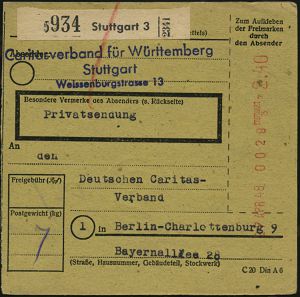 5934 Stuttgart 3
Caritasverband für Württemberg
Stuttgart
Weissenburgstrasse 13
Zum Aufkleben
der Freimarken
durch
den Absender
Besondere Vermerke des Absenders (s. Rückseite)
Privatsendung
An
den
Deutschen Caritas-
Verband
Freigebühr
Postgewicht (kg)
7
1 in Berlin-Charlottenburg 9
Bayernallee 28
(Straße, Hausnummer, Gebäudeteil, Stockwerk)
C 20 Din A 6